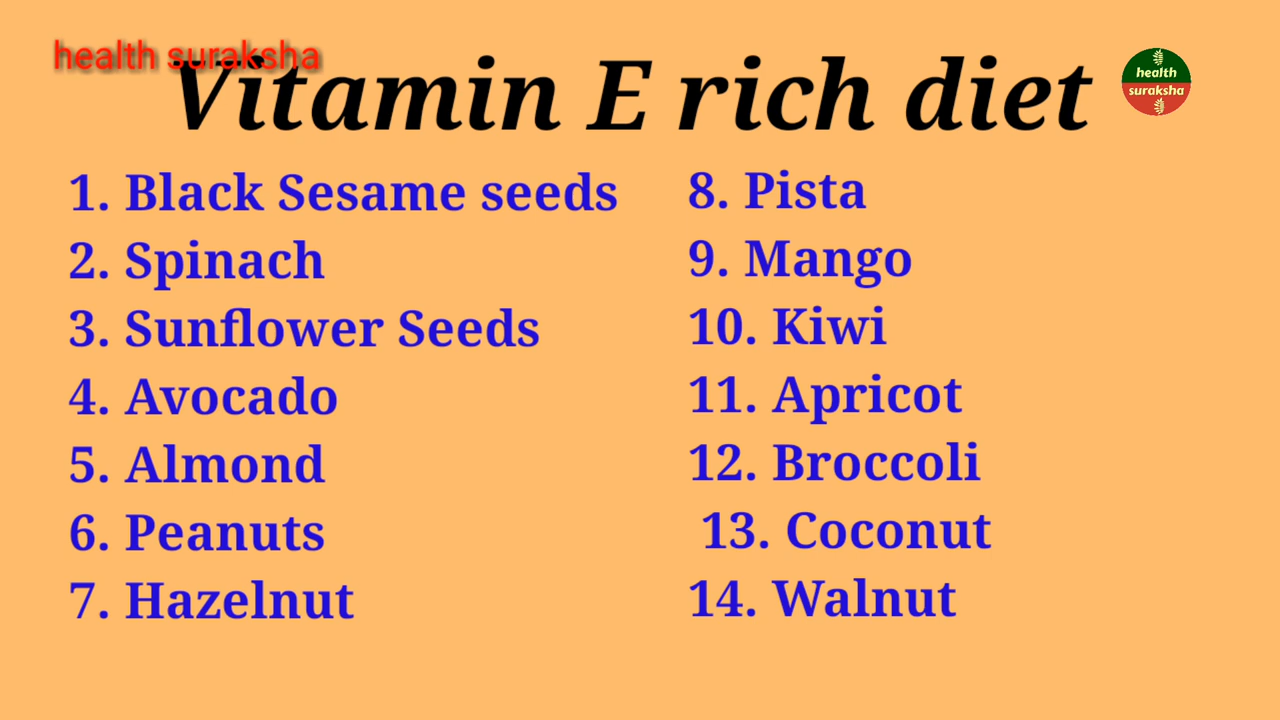 health suraksha
Vitamin E rich diet
health
suraksha
1. Black Sesame seeds
2. Spinach
3. Sunflower Seeds
4. Avocado
5. Almond
6. Peanuts
7. Hazelnut
8. Pista
9. Mango
10. Kiwi
11. Apricot
12. Broccoli
13. Coconut
14. Walnut